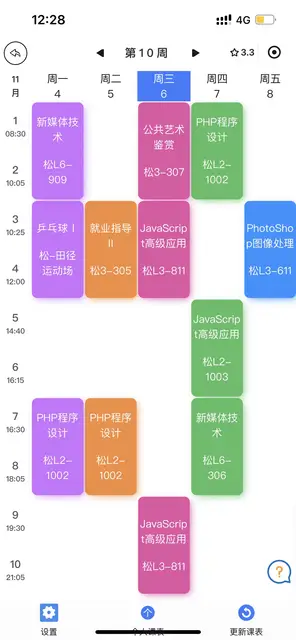 12:28
4G
第 10 周
3.3
11 周一 周二 周三 周四 周五
月 4 5 6 7 8
1
08:30
2
10:05
3
10:25
4
12:00
5
14:40
6
16:15
7
16:30
8
18:05
9
19:30
10
21:05
新媒体技
术
松L6-
909
公共艺术
鉴赏
松3-307
PHP程序
设计
松L2-
1002
乒乓球Ⅰ
松-田径
运动场
就业指导
II
松3-305
JavaScrip
t高级应用
松L3-811
PhotoSho
p图像处理
松L3-611
JavaScrip
t高级应用
松L2-
1003
PHP程序
设计
松L2-
1002
PHP程序
设计
松L2-
1002
新媒体技
术
松L6-
306
JavaScrip
t高级应用
松L3-811
?
个
设置 个人课表 更新课表